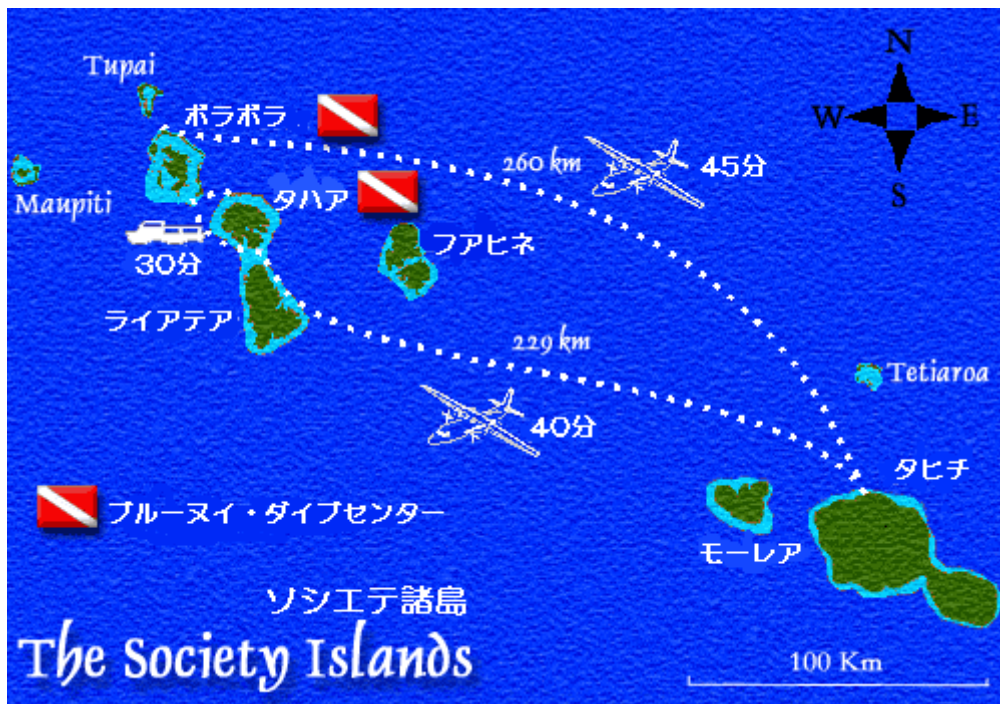 N
Tupai
ボラボラ
W
E
260 km
45分
S
Maupiti
タハア
フアヒネ
30分
ライアテア
229 km
Tetiaroa
40分
タヒチ
ブルーヌイ・ダイブセンター
モーレア
ソシエテ諸島
The Society Islands
100 Km